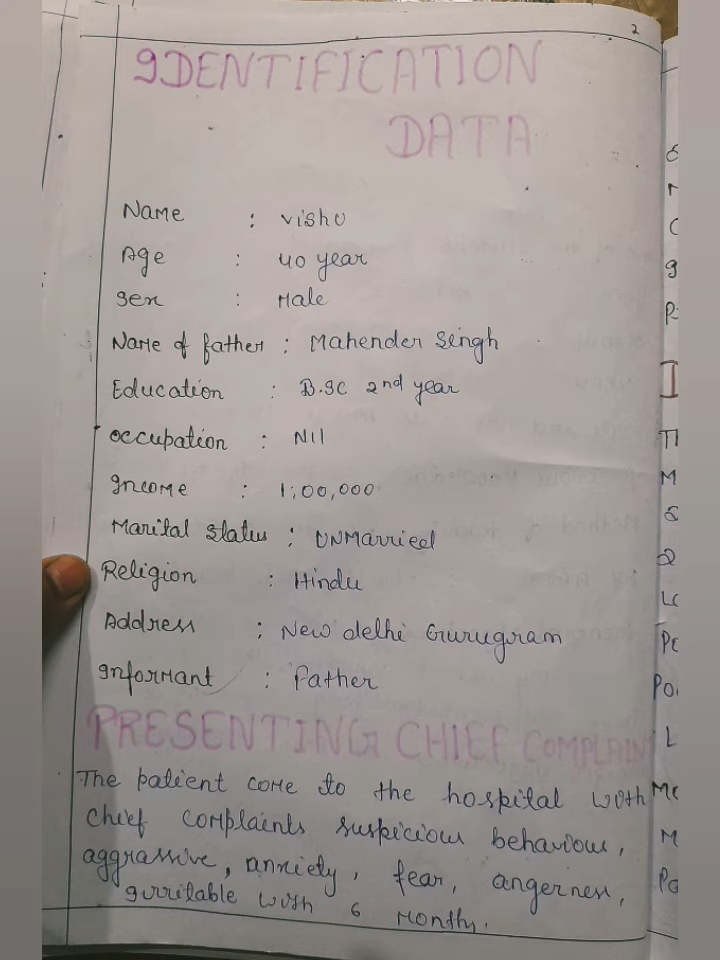 2
IDENTIFICATION
DATA
Name : Vishu
Age : 40 year
Sex : Male
Name of father : Mahender Singh
Education : B.SC 2nd year
Occupation : Nil
Income : 1,00,000
Marital status : UNMarried
Religion : Hindu
Address : New delhi Gurugram
Informant : Father
PRESENTING CHIEF COMPLAIN
The patient come to the hospital with
chief complaints suspicious behaviour,
aggrassive, anxiety, fear, angerness,
irritable with 6 Month.